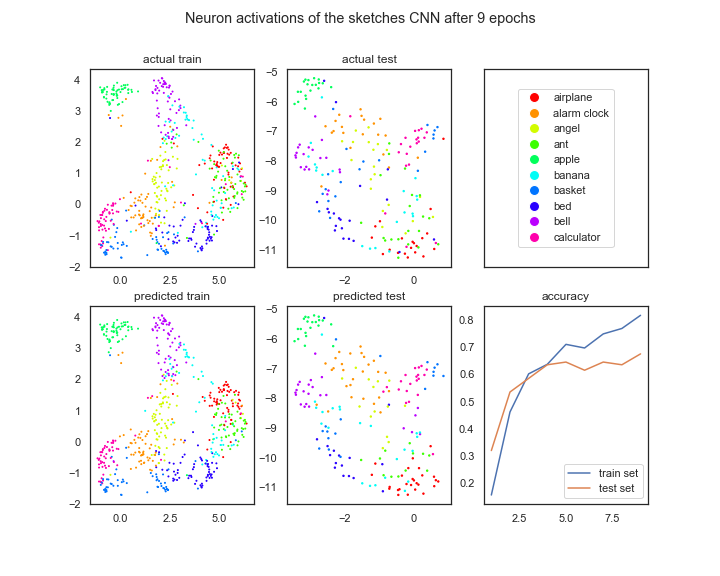 Neuron activations of the sketches CNN after 9 epochs
actual train
4
3
2
1
0
−1
−2
0.0 2.5 5.0
actual test
−5
−6
−7
−8
−9
−10
−11
−2 0
airplane
alarm clock
angel
ant
apple
banana
basket
bed
bell
calculator
predicted train
4
3
2
1
0
−1
−2
0.0 2.5 5.0
predicted test
−5
−6
−7
−8
−9
−10
−11
−2 0
accuracy
0.8
0.7
0.6
0.5
0.4
0.3
0.2
train set
test set
2.5 5.0 7.5